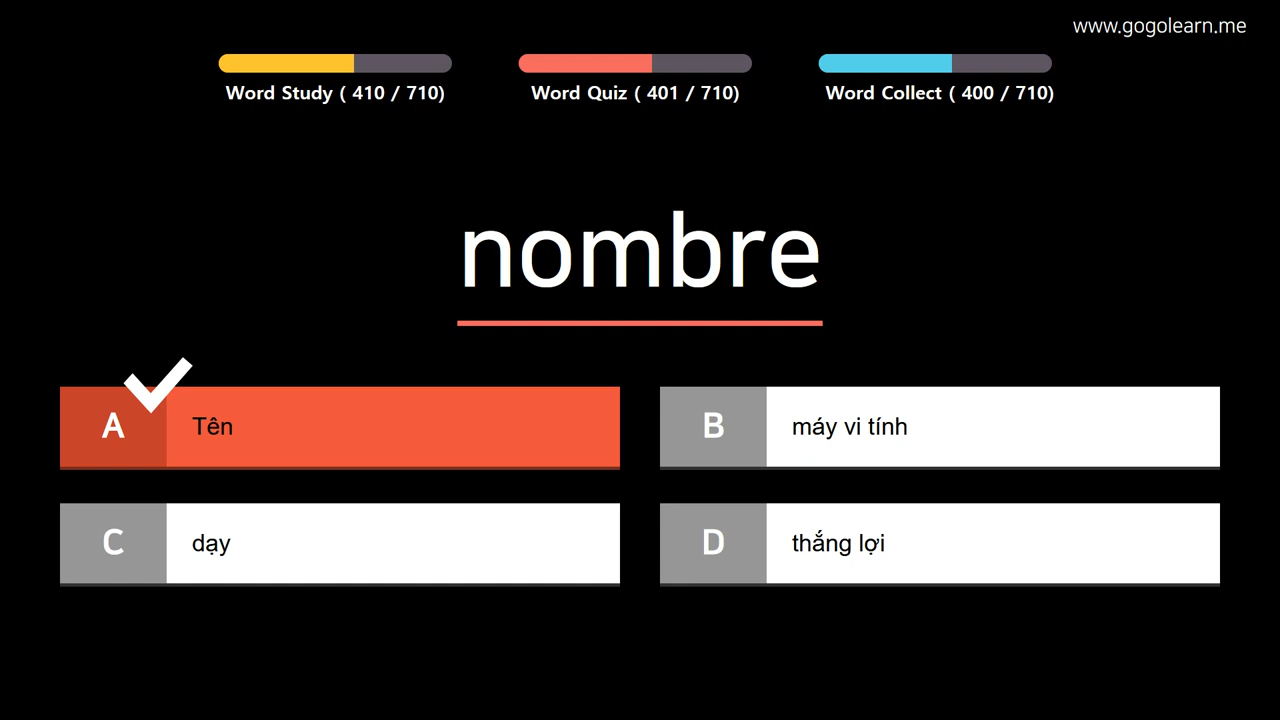 www.gogolearn.me
Word Study ( 410 / 710)
Word Quiz ( 401 / 710)
Word Collect ( 400 / 710)
nombre
A Tên
B máy vi tính
C dạy
D thắng lợi